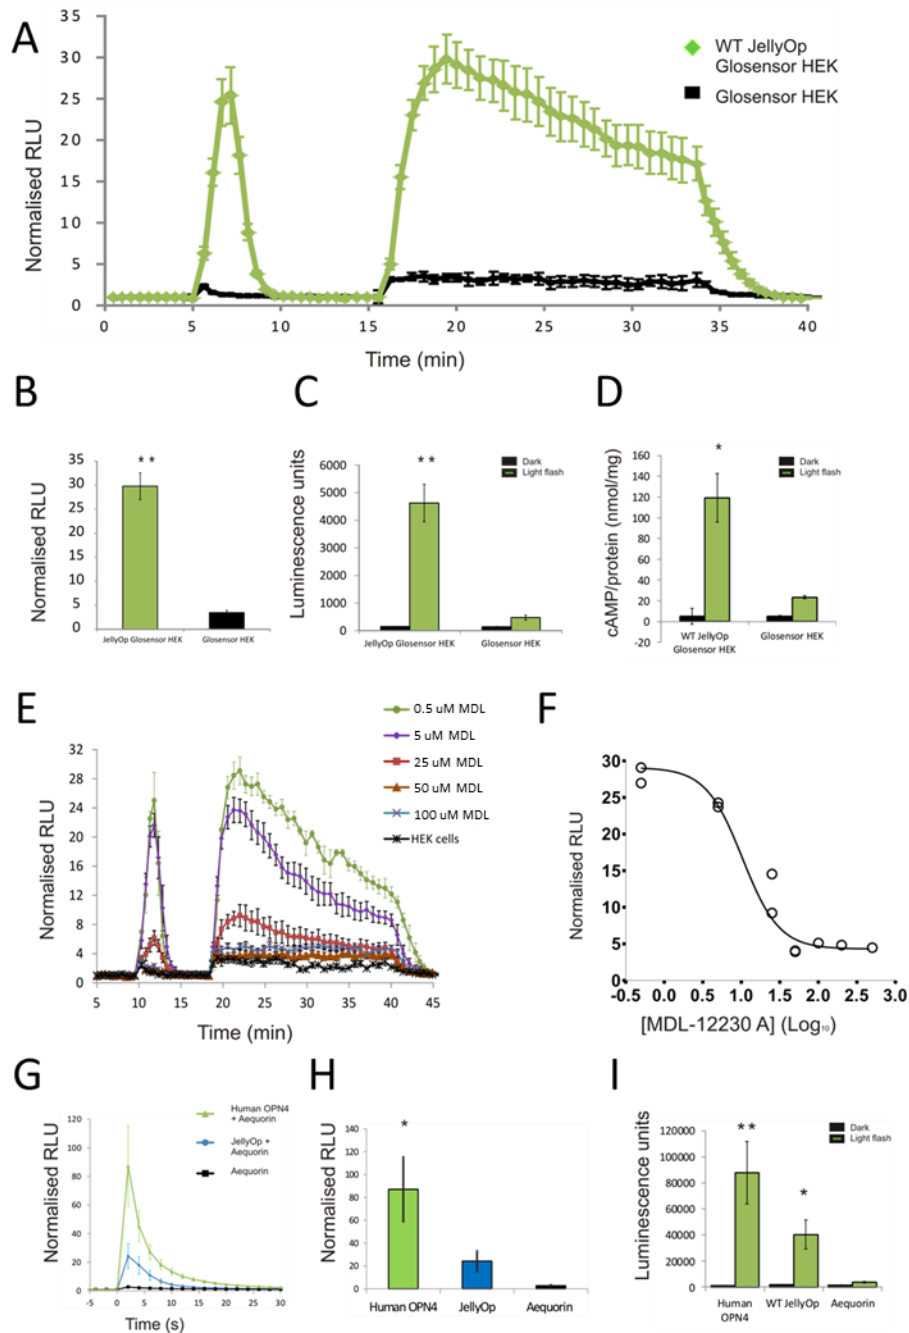 A
35
30
25
20
15
10
5
0
Normalised RLU
0 5 10 15 20 25 30 35 40
Time (min)
WT JellyOp
Glosensor HEK
Glosensor HEK
B
35
30
25
20
15
10
5
0
Normalised RLU
**
JellyOp Glosensor HEK Glosensor HEK
C
6000
5000
4000
3000
2000
1000
0
Luminescence units
**
Dark
Light flash
JellyOp Glosensor HEK Glosensor HEK
D
160
140
120
100
80
60
40
20
0
-20
cAMP/protein (nmol/mg)
*
Dark
Light flash
WT JellyOp
Glosensor HEK
Glosensor HEK
E
32
28
24
20
16
12
8
4
0
Normalised RLU
5 10 15 20 25 30 35 40 45
Time (min)
0.5 uM MDL
5 uM MDL
25 uM MDL
50 uM MDL
100 uM MDL
HEK cells
F
30
25
20
15
10
5
0
Normalised RLU
-0.5 0.0 0.5 1.0 1.5 2.0 2.5 3.0
[MDL-12230 A] (Log₁₀)
G
120
100
80
60
40
20
0
Normalised RLU
-5 0 5 10 15 20 25 30
Time (s)
Human OPN4
+ Aequorin
JellyOp +
Aequorin
Aequorin
H
140
120
100
80
60
40
20
0
Normalised RLU
*
Human OPN4 JellyOp Aequorin
I
120000
100000
80000
60000
40000
20000
0
Luminescence units
**
*
Dark
Light flash
Human
OPN4
WT JellyOp
Aequorin